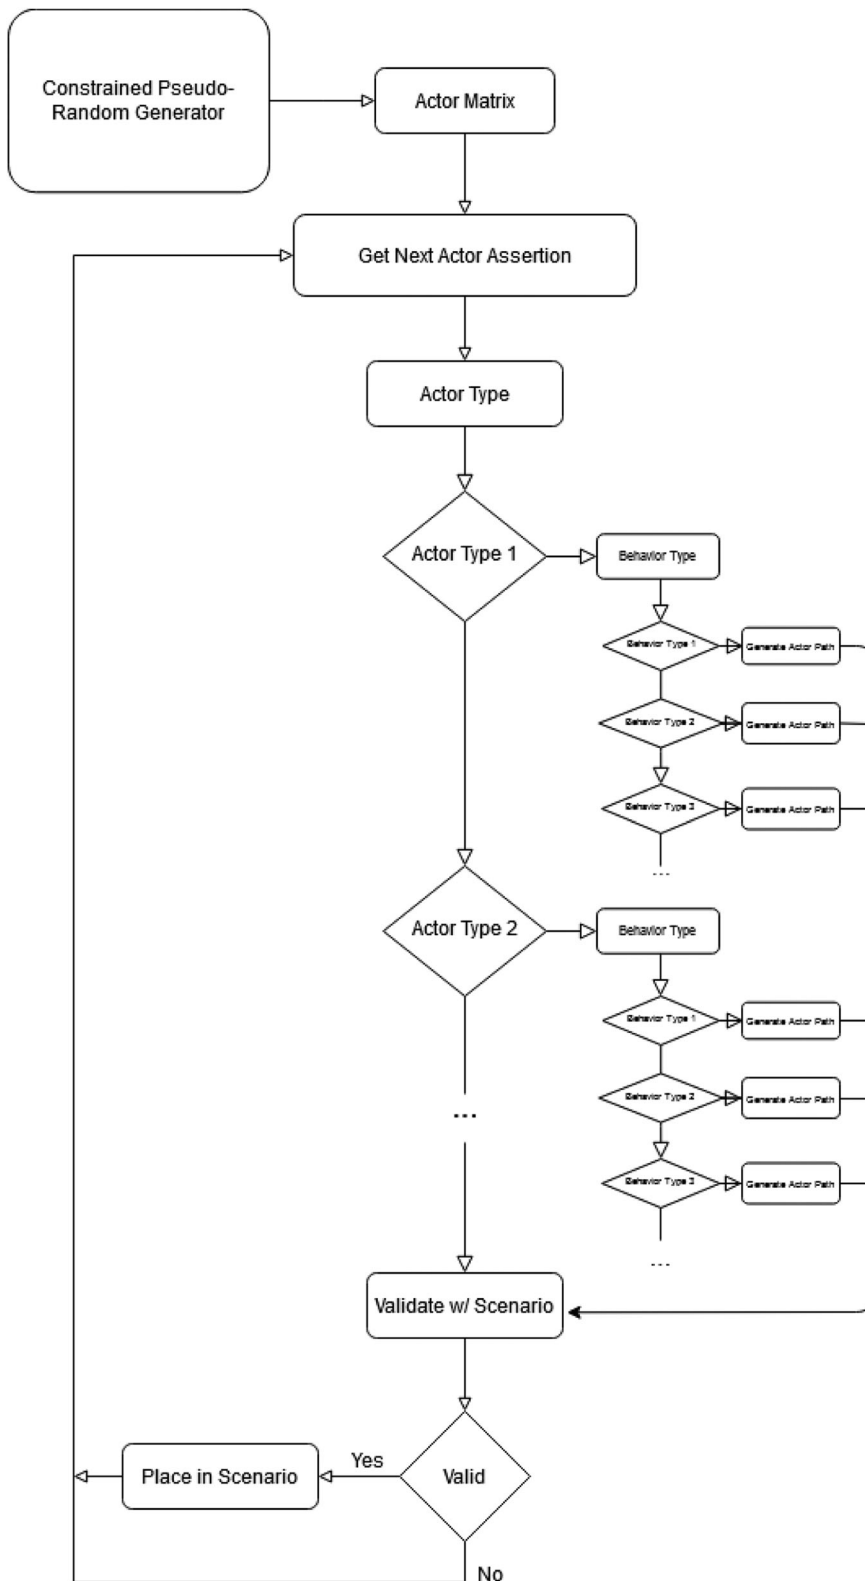 Constrained Pseudo-
Random Generator
Actor Matrix
Get Next Actor Assertion
Actor Type
Actor Type 1
Behavior Type
Behavior Type 1
Generate Actor Path
Behavior Type 2
Generate Actor Path
Behavior Type 3
Generate Actor Path
...
Actor Type 2
Behavior Type
Behavior Type 1
Generate Actor Path
Behavior Type 2
Generate Actor Path
...
Behavior Type 3
Generate Actor Path
...
Validate w/ Scenario
Valid
Yes
Place in Scenario
No